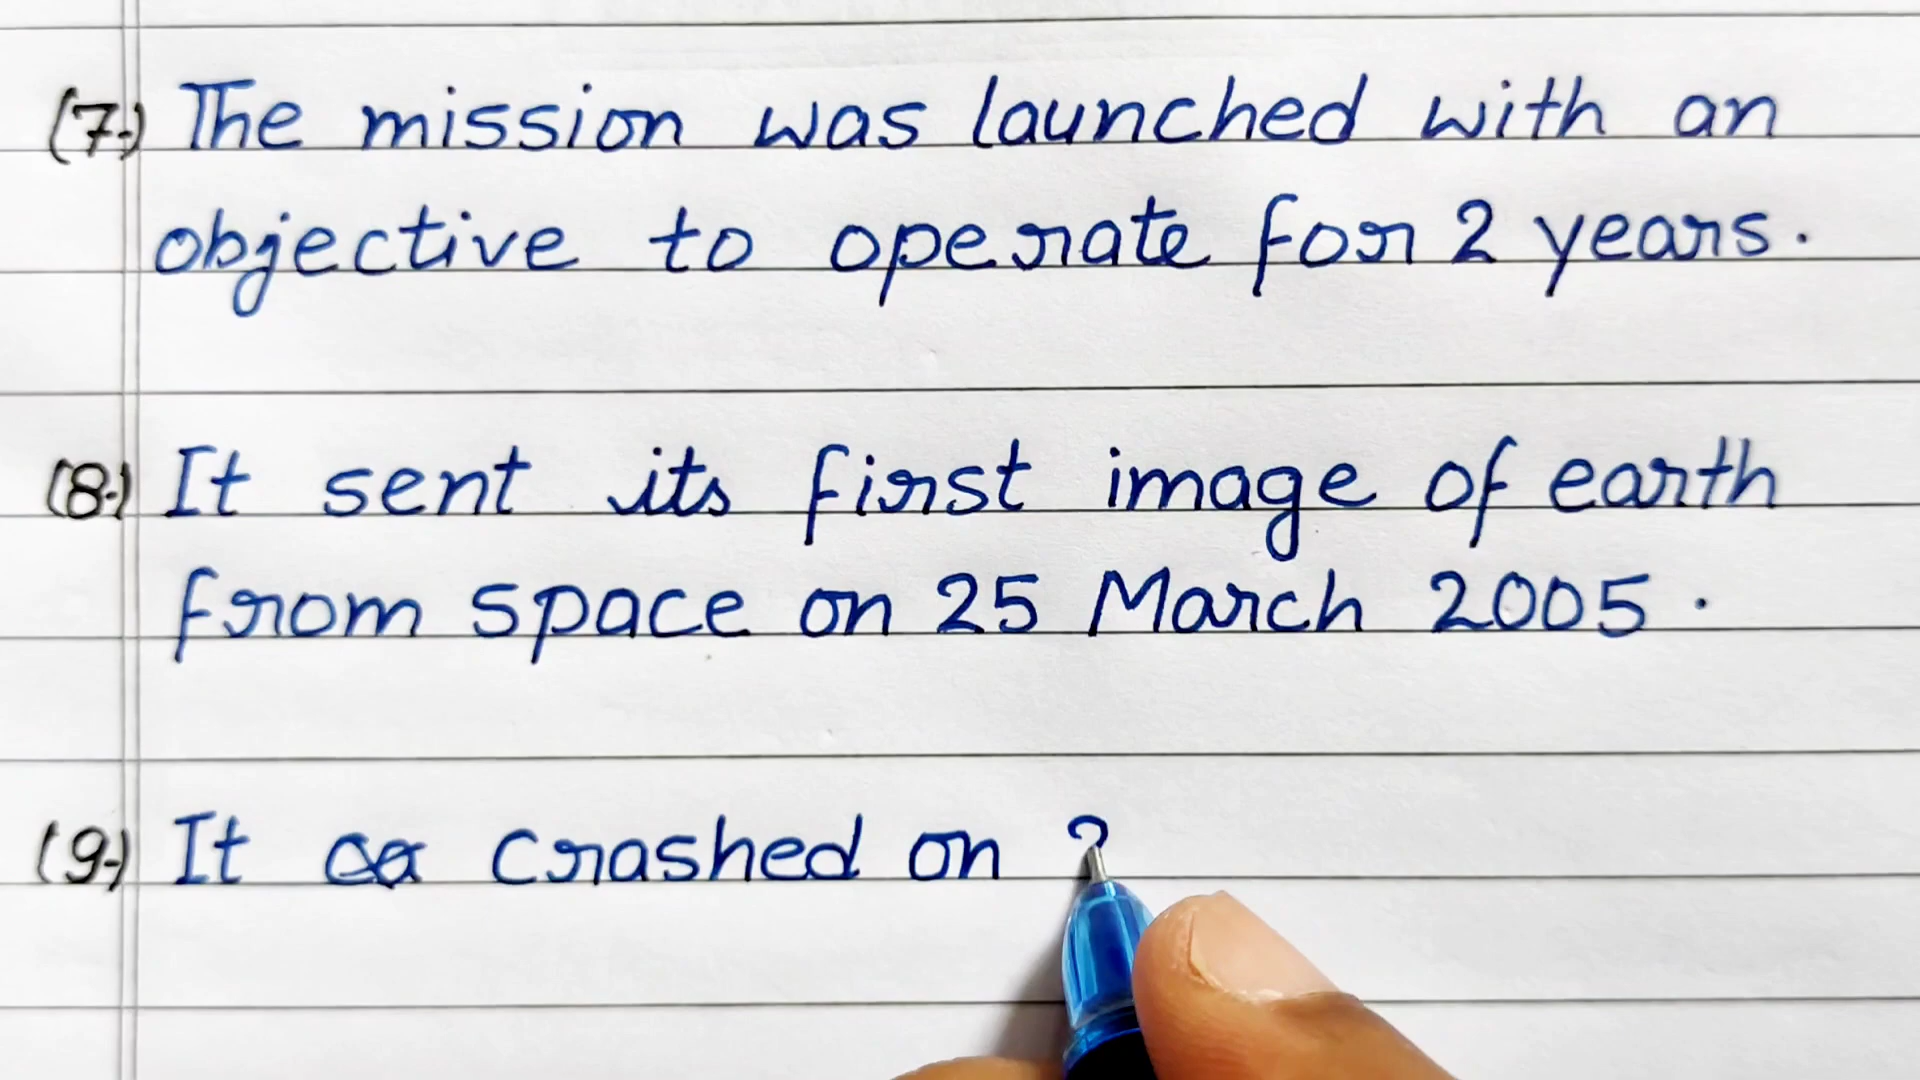 (7.) The mission was launched with an
objective to operate for 2 years.
(8.) It sent its first image of earth
from space on 25 March 2005.
(9.) It crashed on